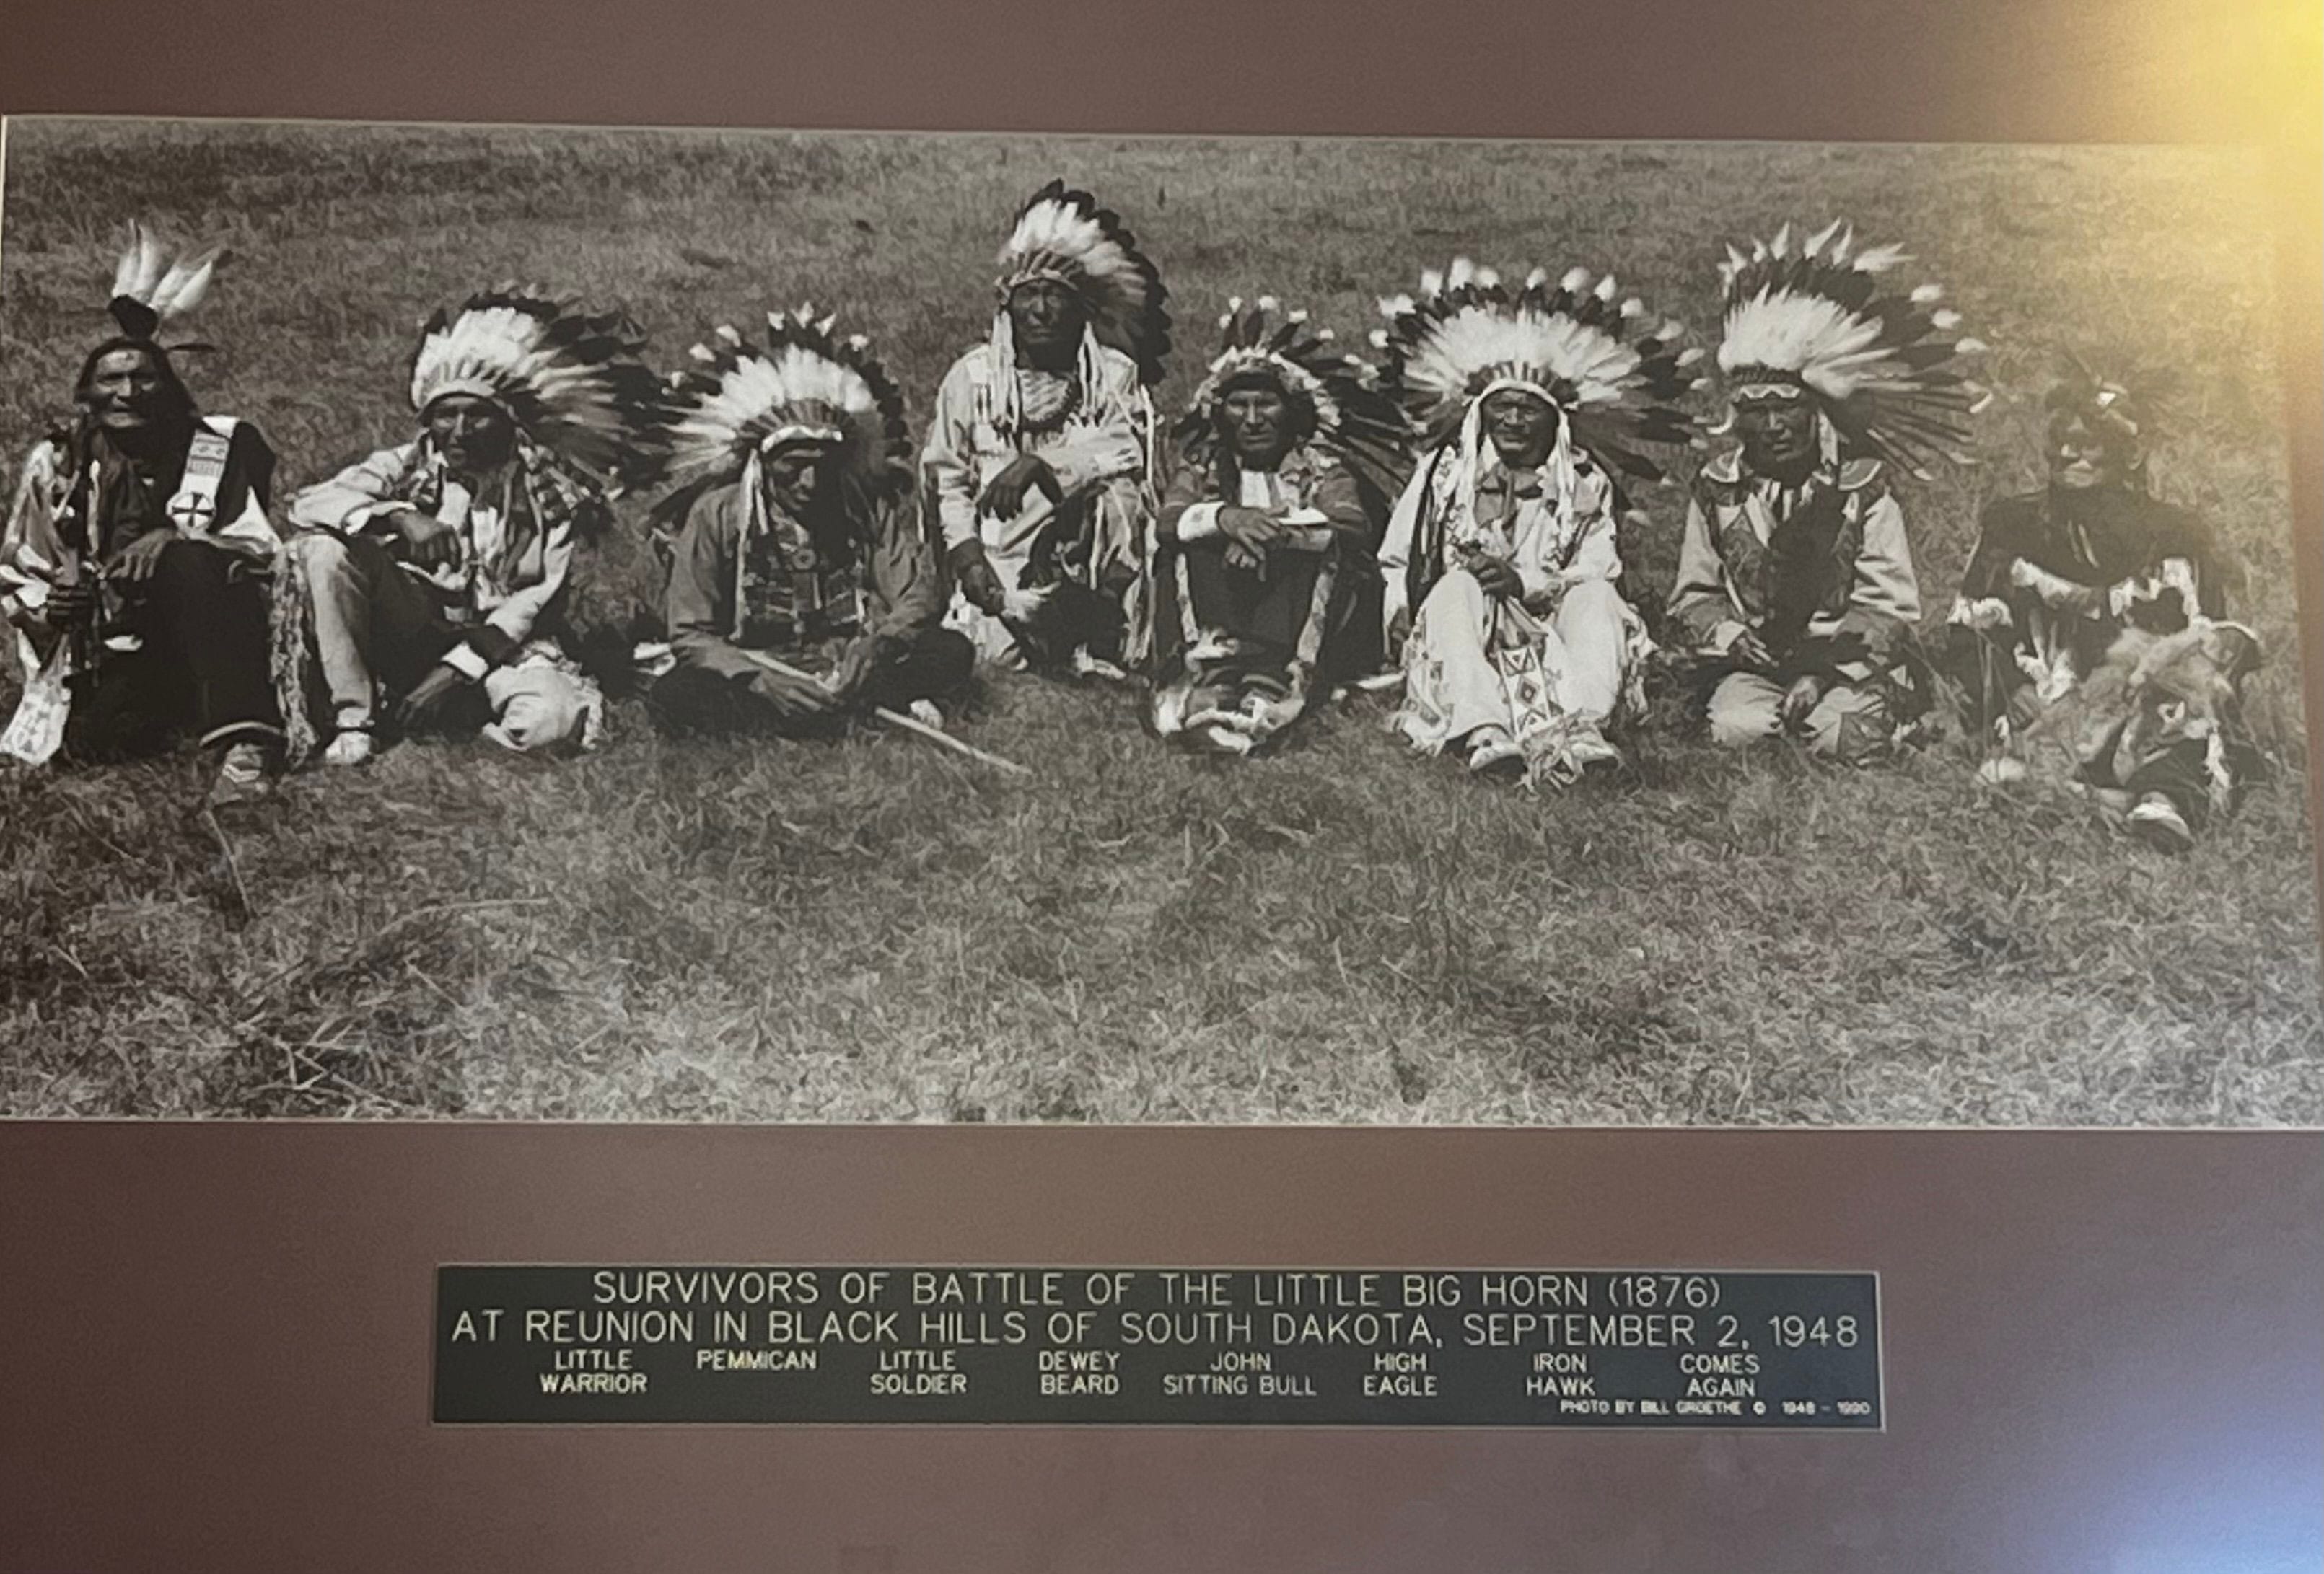 SURVIVORS OF BATTLE OF THE LITTLE BIG HORN (1876)
AT REUNION IN BLACK HILLS OF SOUTH DAKOTA, SEPTEMBER 2, 1948
LITTLE PEMMICAN LITTLE DEWEY JOHN HIGH IRON COMES
WARRIOR SOLDIER BEARD SITTING BULL EAGLE HAWK AGAIN
PHOTO BY BILL GROETHE © 1948 - 1990